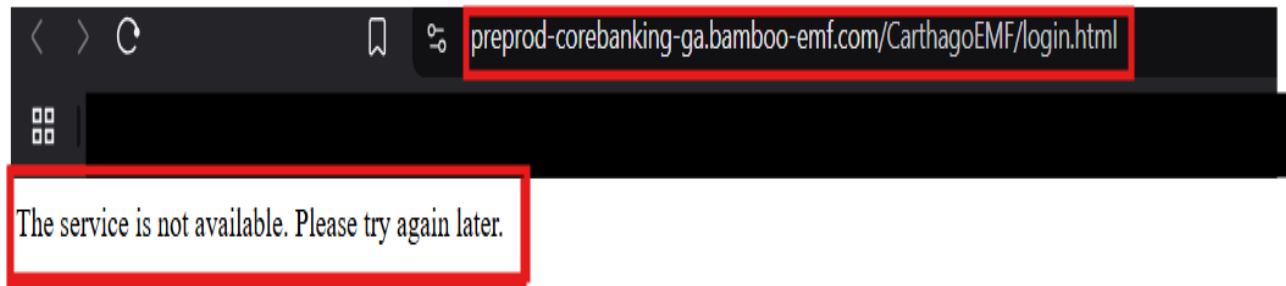 preprod-corebanking-ga.bamboo-emf.com/CarthagoEMF/login.html
The service is not available. Please try again later.